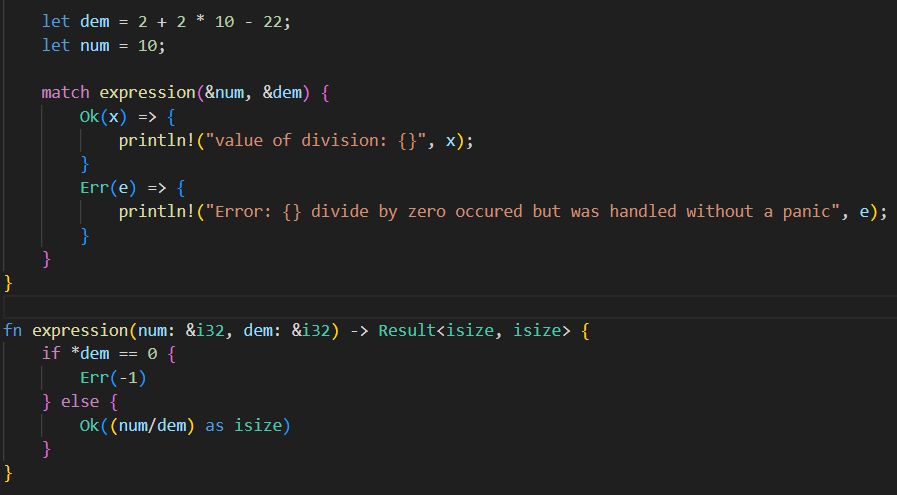 let dem = 2 + 2 * 10 - 22;
let num = 10;
match expression(&num, &dem) {
Ok(x) => {
println!("value of division: {}", x);
}
Err(e) => {
println!("Error: {} divide by zero occured but was handled without a panic", e);
}
}
}
fn expression(num: &i32, dem: &i32) -> Result<isize, isize> {
if *dem == 0 {
Err(-1)
} else {
Ok((num/dem) as isize)
}
}